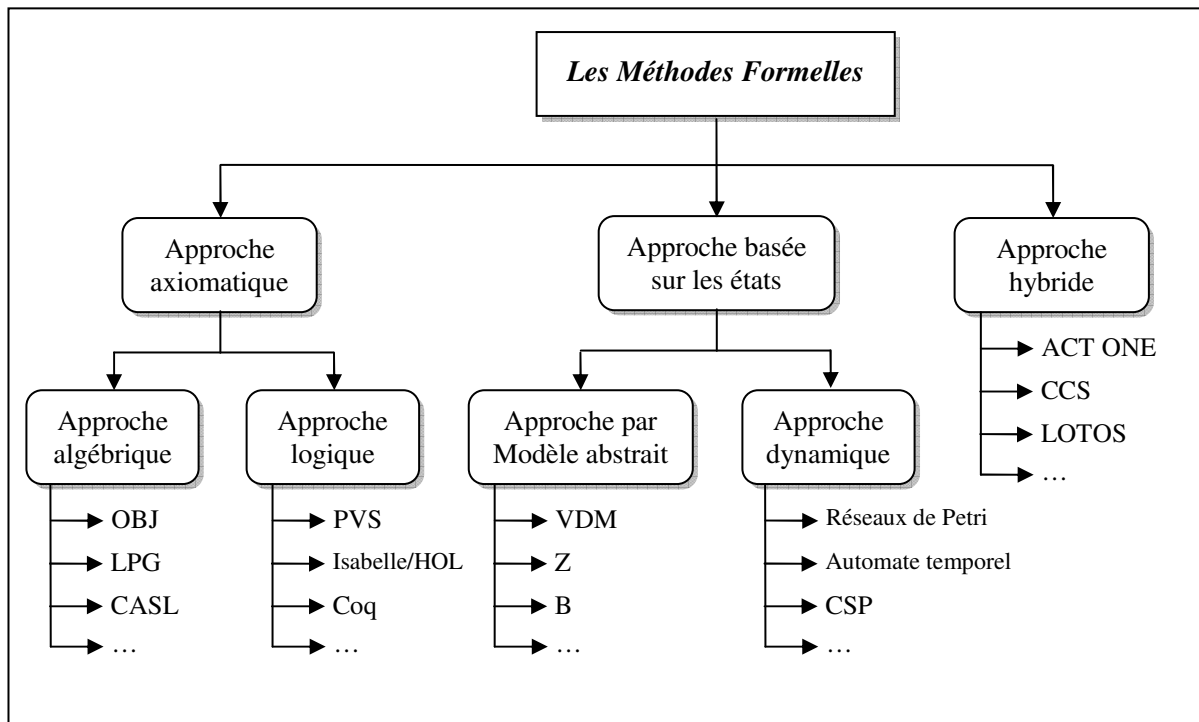 Les Méthodes Formelles
Approche
axiomatique
Approche basée
sur les états
Approche
hybride
ACT ONE
CCS
LOTOS
…
Approche
algébrique
Approche
logique
Approche par
Modèle abstrait
Approche
dynamique
OBJ
LPG
CASL
…
PVS
Isabelle/HOL
Coq
…
VDM
Z
B
…
Réseaux de Petri
Automate temporel
CSP
…